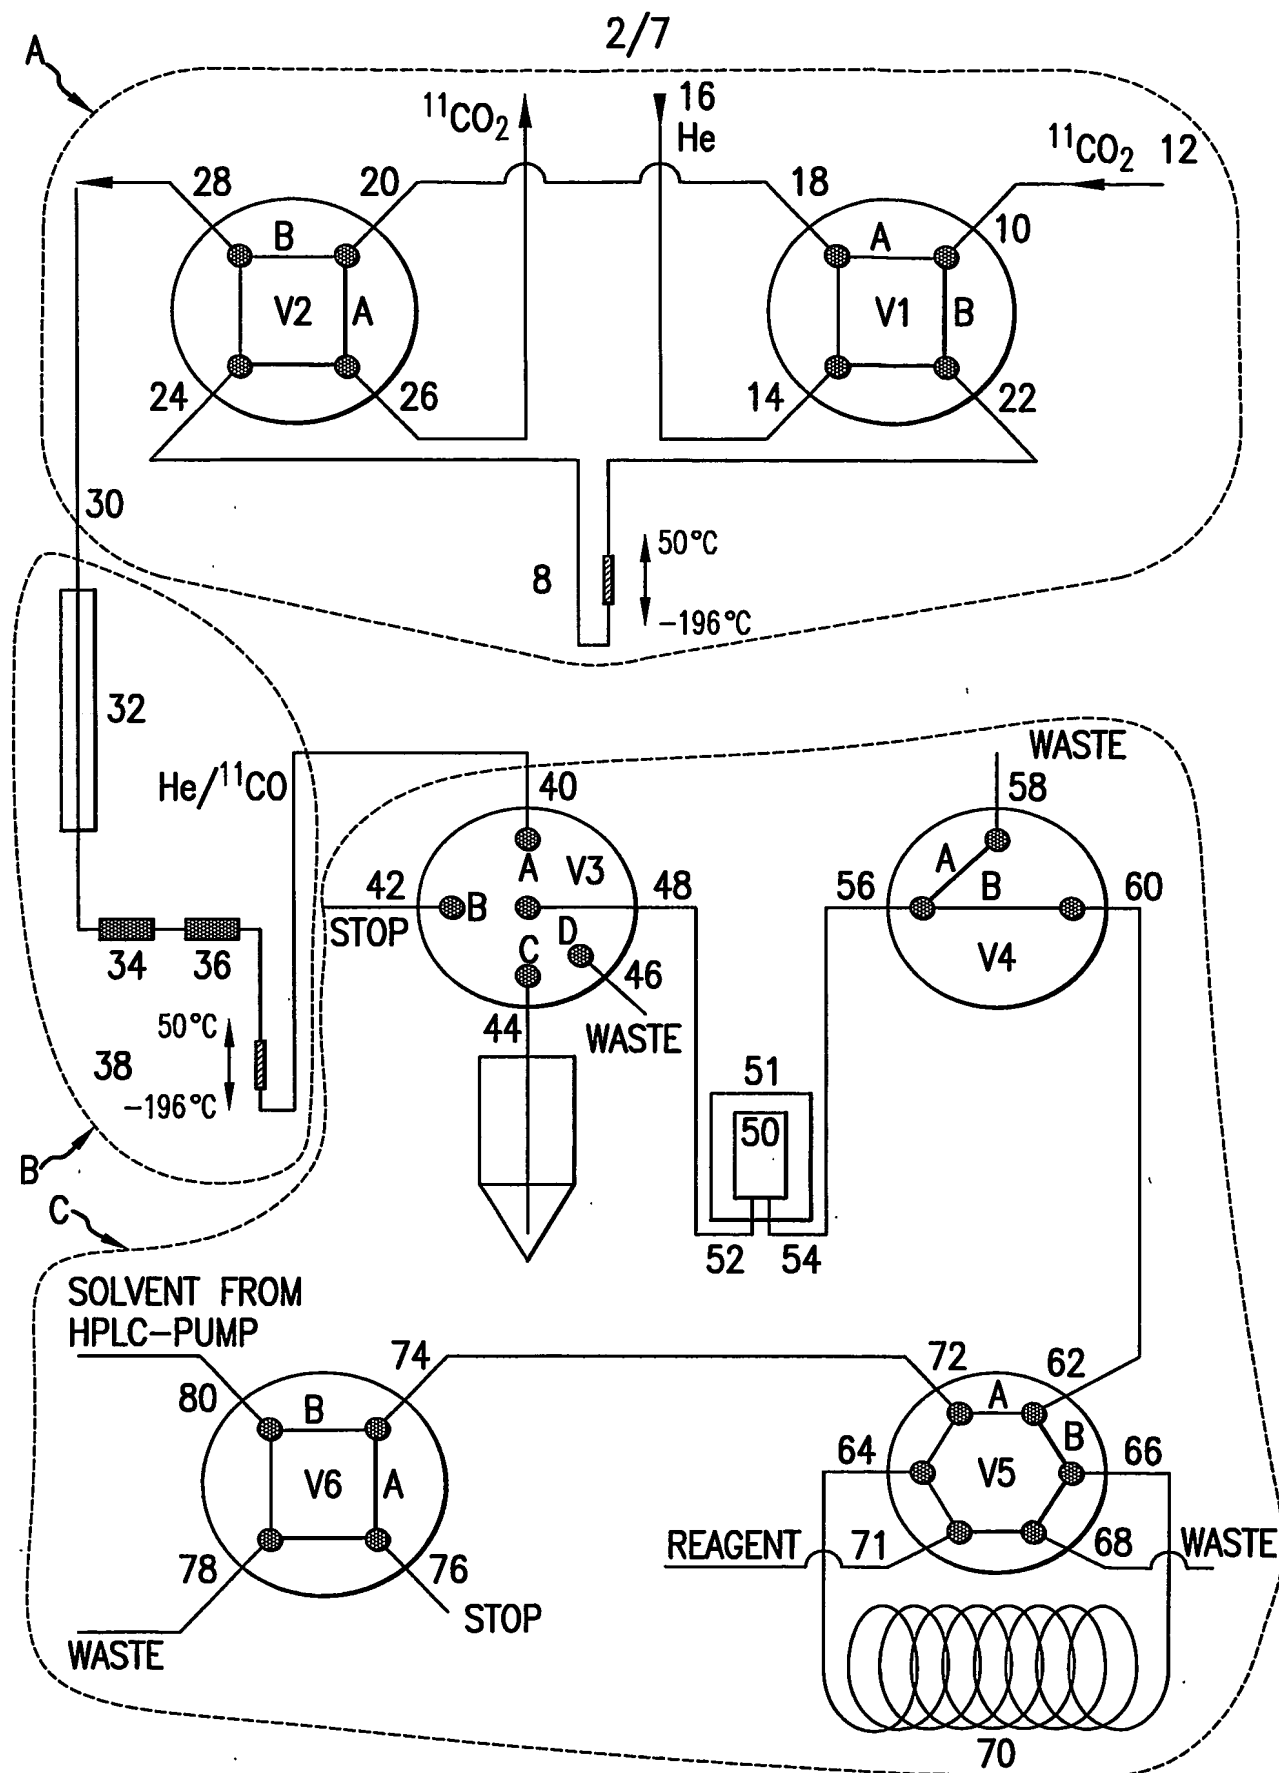 2/7
A
¹¹CO₂
16
He
¹¹CO₂ 12
28
20
18
10
B
A
V2
A
V1
B
24
26
14
22
30
8
50°C
−196°C
32
He/¹¹CO
34
36
50°C
38
−196°C
B
C
WASTE
40
58
A
V3
A
42
B
48
56
B
60
STOP
C
D
V4
46
44
WASTE
51
50
52
54
SOLVENT FROM
HPLC-PUMP
74
72
62
80
B
A
B
V6
A
64
V5
66
REAGENT
71
68
WASTE
78
76
STOP
WASTE
70